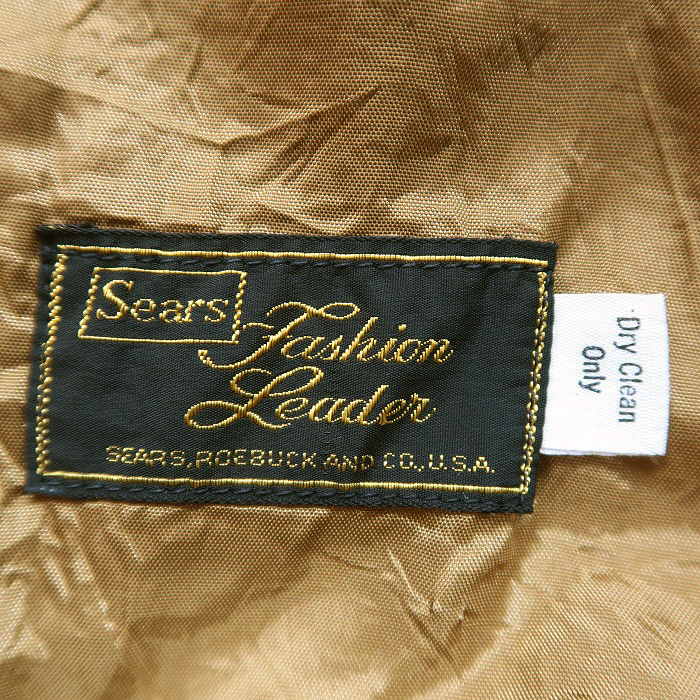 Sears
Fashion
Leader
SEARS, ROEBUCK AND CO., U.S.A.
Dry Clean
Only